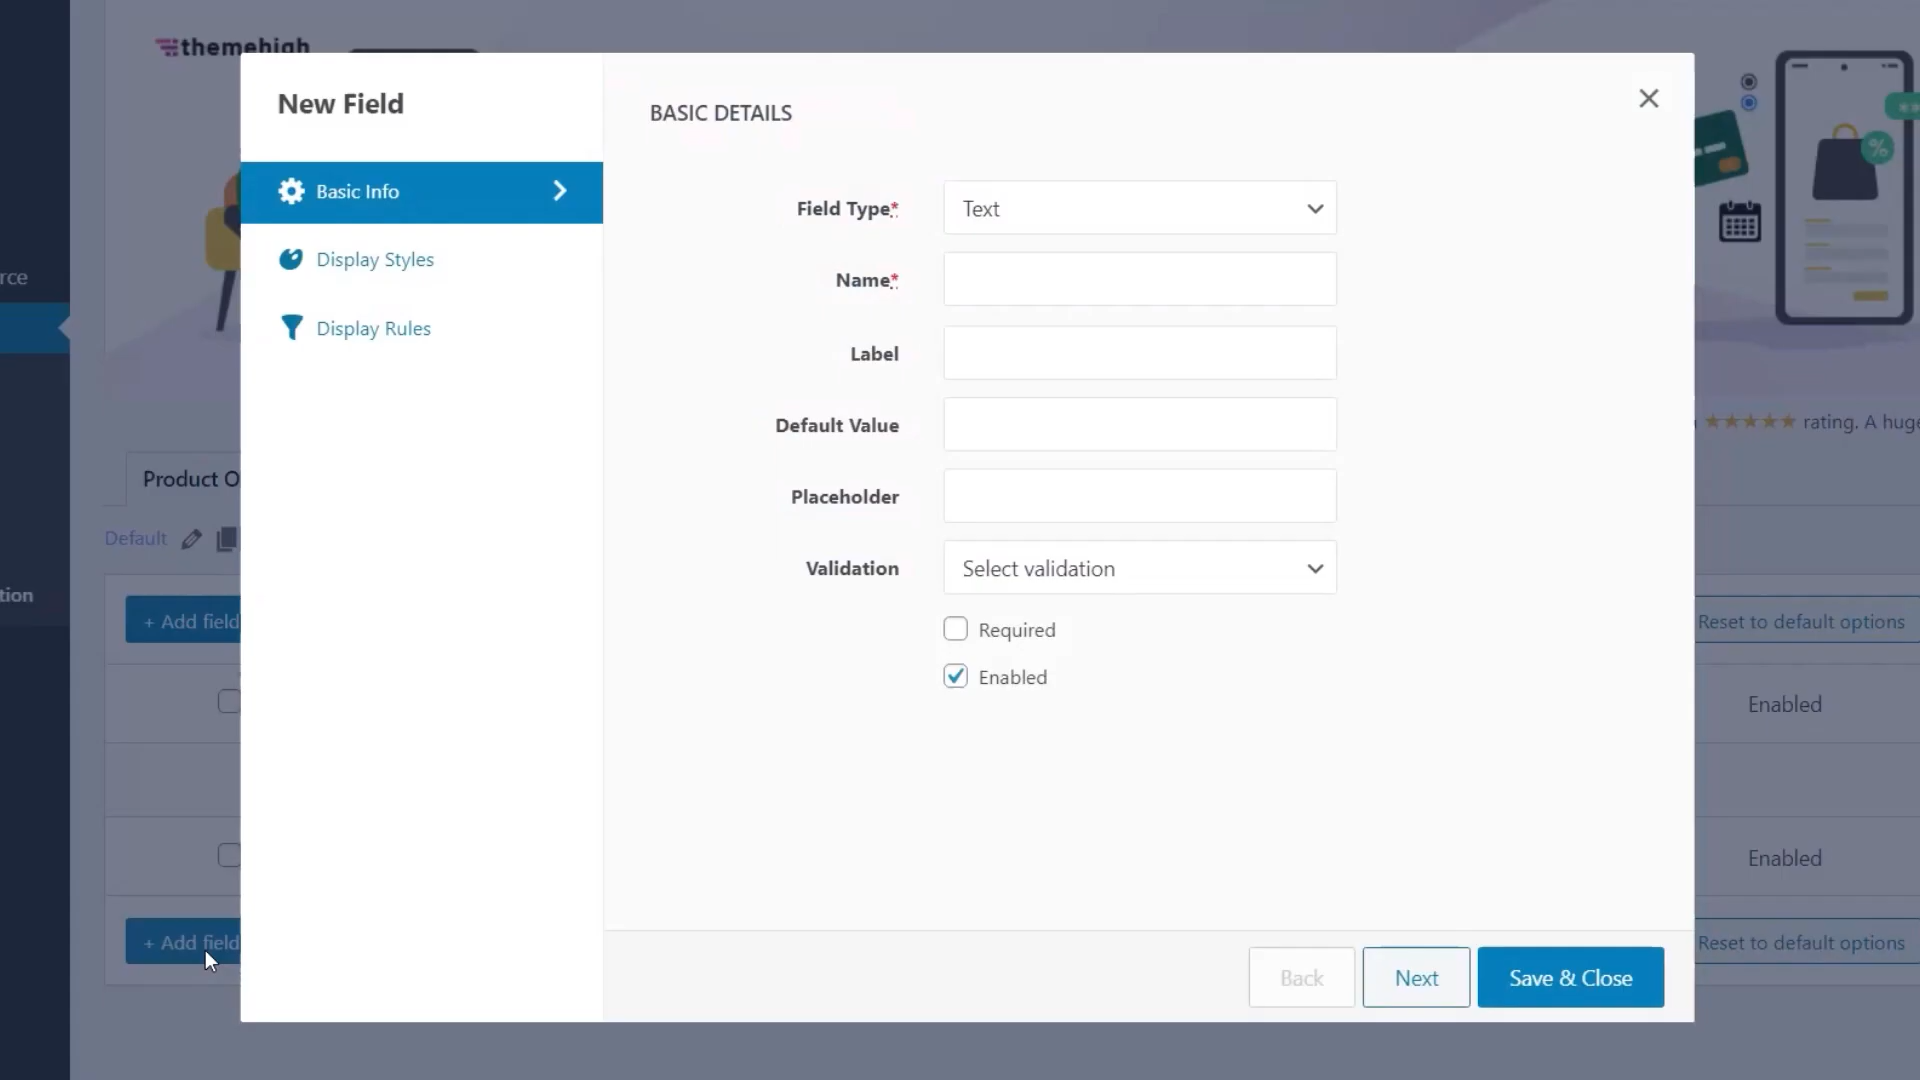 themehigh
New Field
BASIC DETAILS
Basic Info
Field Type*
Text
Display Styles
Name*
Display Rules
Label
rating. A huge
Default Value
Product O
Placeholder
Default
Validation
Select validation
+ Add field
Required
Reset to default options
Enabled
Enabled
Enabled
+ Add field
Reset to default options
Back
Next
Save & Close